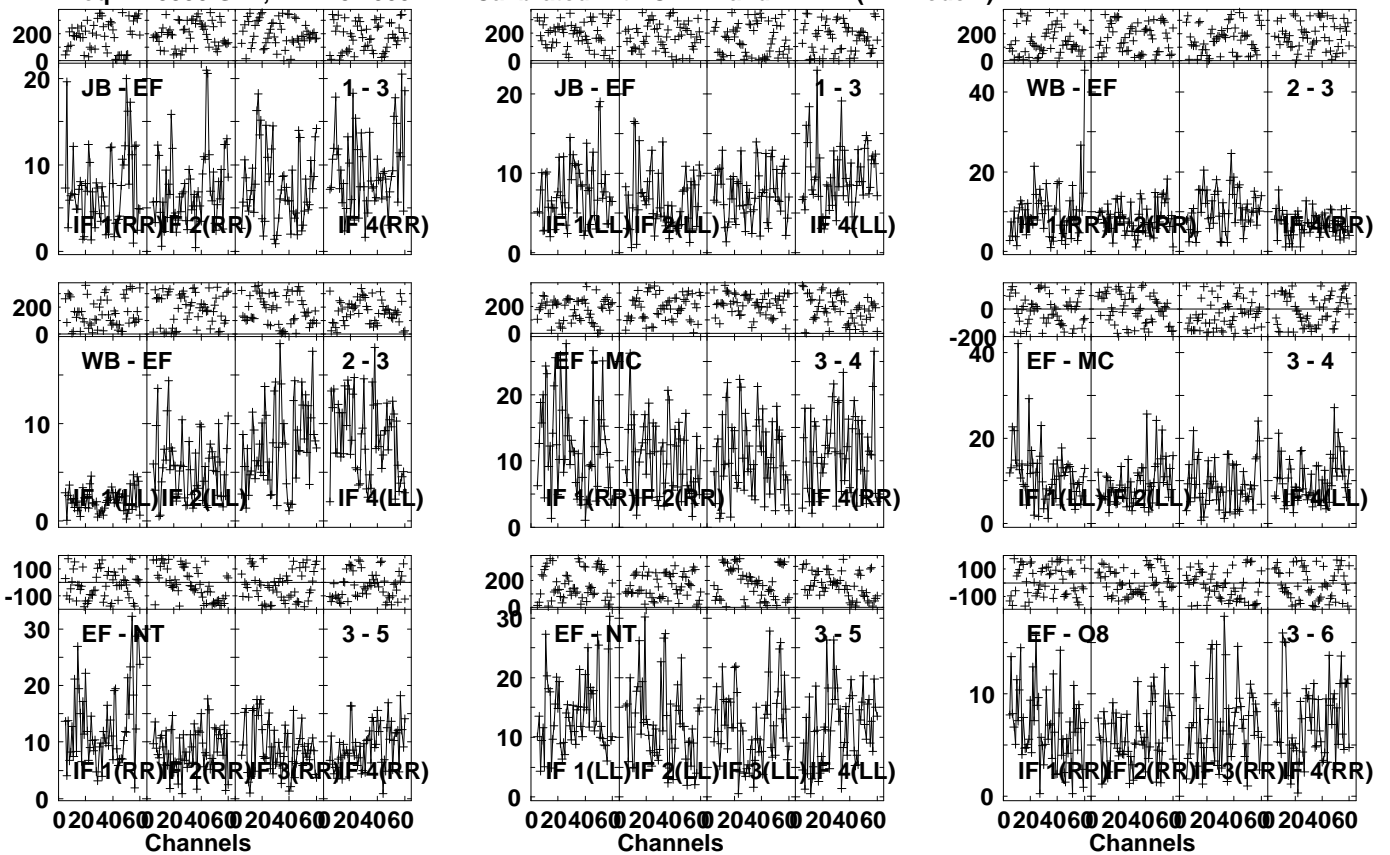 200
0
200
0
200
0
20
10
0
JB - EF
1 - 3
IF 1(RR)
IF 2(RR)
IF 4(RR)
20
10
0
JB - EF
1 - 3
IF 1(LL)
IF 2(LL)
IF 4(LL)
40
20
0
WB - EF
2 - 3
IF 1(RR)
IF 2(RR)
IF 4(RR)
200
0
200
0
0
-200
10
0
WB - EF
2 - 3
IF 1(LL)
IF 2(LL)
IF 4(LL)
20
10
0
EF - MC
3 - 4
IF 1(RR)
IF 2(RR)
IF 4(RR)
40
20
0
EF - MC
3 - 4
IF 1(LL)
IF 2(LL)
IF 4(LL)
100
-100
200
0
100
-100
30
20
10
0
EF - NT
3 - 5
IF 1(RR)
IF 2(RR)
IF 3(RR)
IF 4(RR)
30
20
10
0
EF - NT
3 - 5
IF 1(LL)
IF 2(LL)
IF 3(LL)
IF 4(LL)
10
0
EF - O8
3 - 6
IF 1(RR)
IF 2(RR)
IF 3(RR)
IF 4(RR)
0 20 40 60 0 20 40 60 0 20 40 60 0 20 40 60
0 20 40 60 0 20 40 60 0 20 40 60 0 20 40 60
0 20 40 60 0 20 40 60 0 20 40 60 0 20 40 60
Channels
Channels
Channels